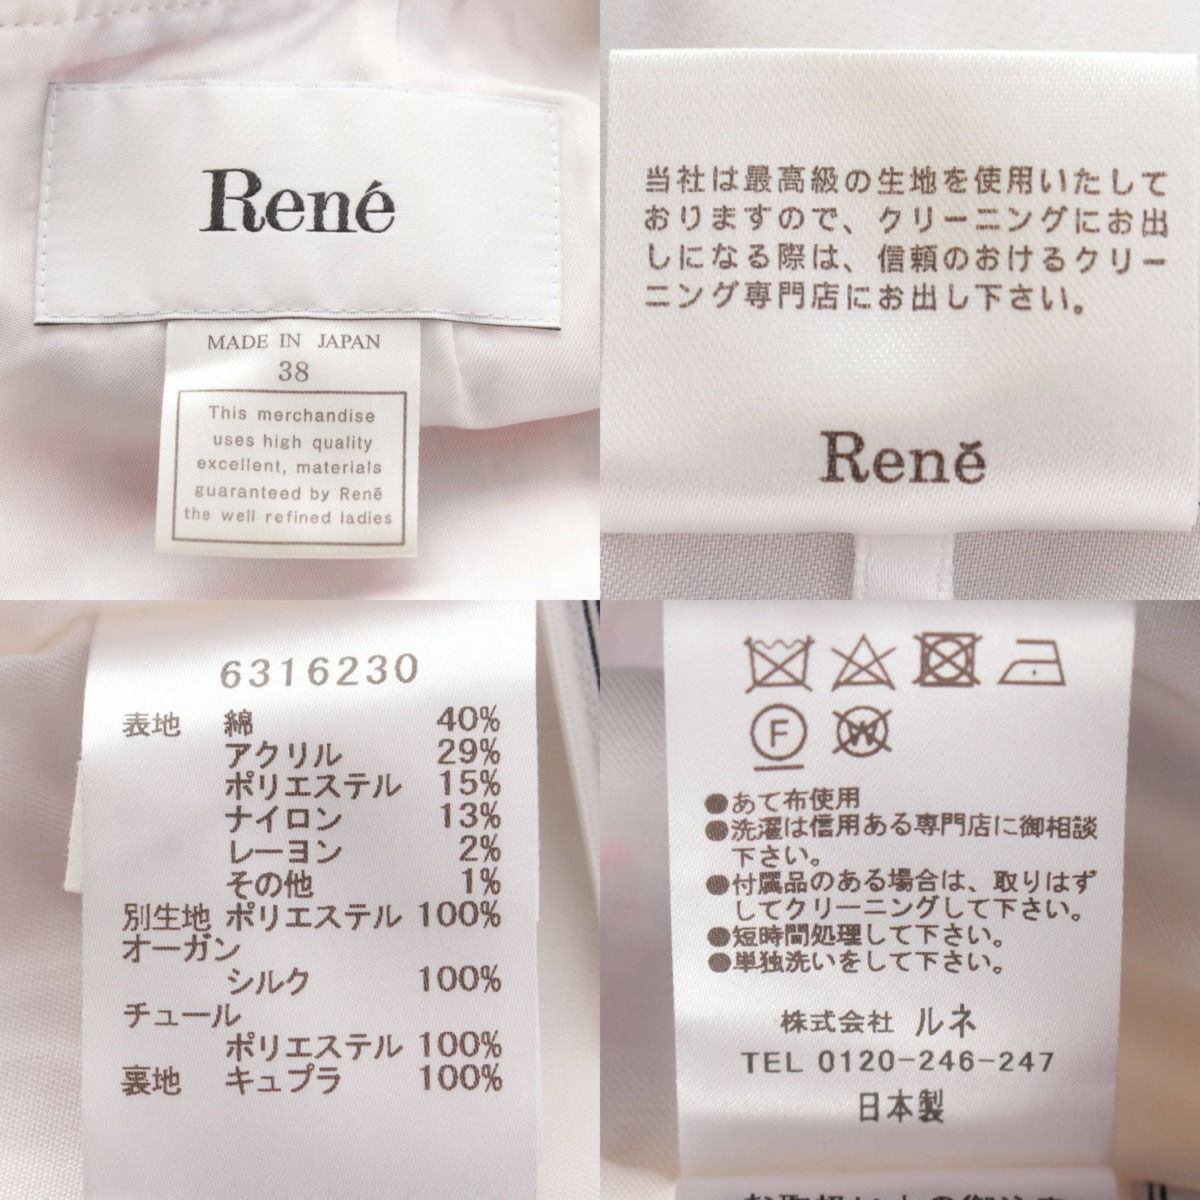 René
MADE IN JAPAN
38
This merchandise
uses high quality
excellent, materials
guaranteed by René
the well refined ladies
当社は最高級の生地を使用いたして
おりますので、クリーニングにお出
しになる際は、信頼のおけるクリー
ニング専門店にお出し下さい。
René
6316230
表地 綿 40%
アクリル 29%
ポリエステル 15%
ナイロン 13%
レーヨン 2%
その他 1%
別生地 ポリエステル 100%
オーガン
シルク 100%
チュール
ポリエステル 100%
裏地 キュプラ 100%
F W
●あて布使用
●洗濯は信用ある専門店に御相談
下さい。
●付属品のある場合は、取りはず
してクリーニングして下さい。
●短時間処理して下さい。
●単独洗いをして下さい。
株式会社 ルネ
TEL 0120-246-247
日本製